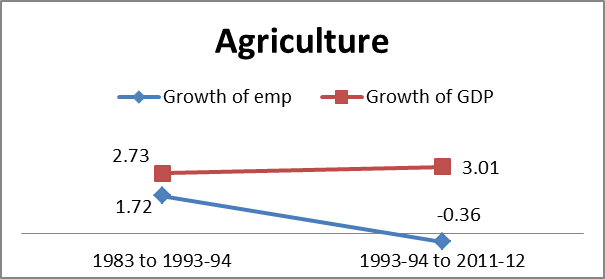 Agriculture
Growth of emp Growth of GDP
2.73
3.01
1.72
-0.36
1983 to 1993-94 1993-94 to 2011-12